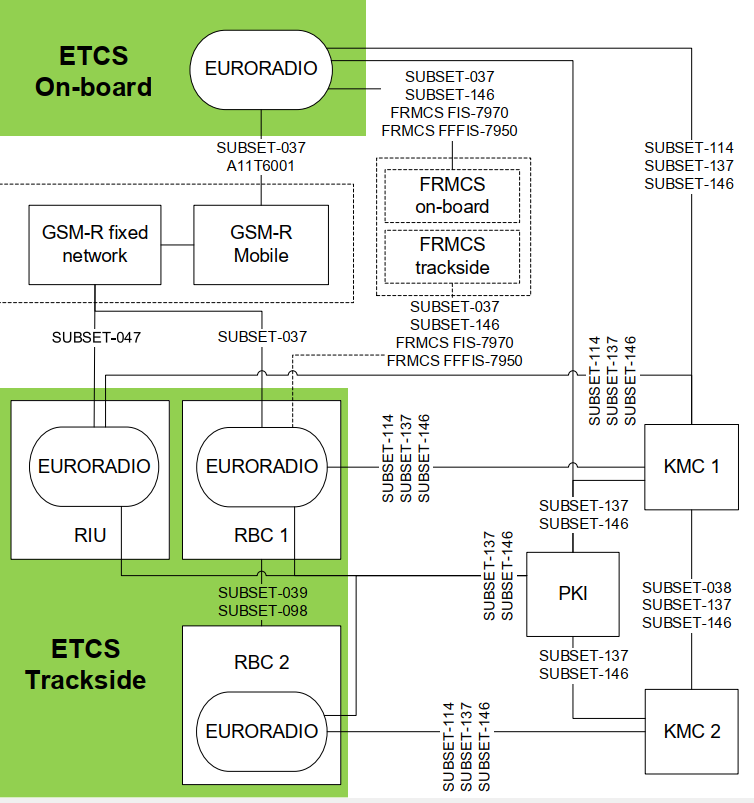 ETCS
On-board
EURORADIO
SUBSET-037
SUBSET-146
FRMCS FIS-7970
FRMCS FFFIS-7950
SUBSET-037
A11T6001
SUBSET-114
SUBSET-137
SUBSET-146
FRMCS
on-board
GSM-R fixed
network
GSM-R
Mobile
FRMCS
trackside
SUBSET-037
SUBSET-146
FRMCS FIS-7970
FRMCS FFFIS-7950
SUBSET-047
SUBSET-037
SUBSET-114
SUBSET-137
SUBSET-146
EURORADIO
RIU
EURORADIO
RBC 1
SUBSET-114
SUBSET-137
SUBSET-146
KMC 1
SUBSET-137
SUBSET-146
SUBSET-137
SUBSET-146
PKI
SUBSET-039
SUBSET-098
SUBSET-038
SUBSET-137
SUBSET-146
ETCS
Trackside
RBC 2
EURORADIO
SUBSET-137
SUBSET-146
SUBSET-114
SUBSET-137
SUBSET-146
KMC 2